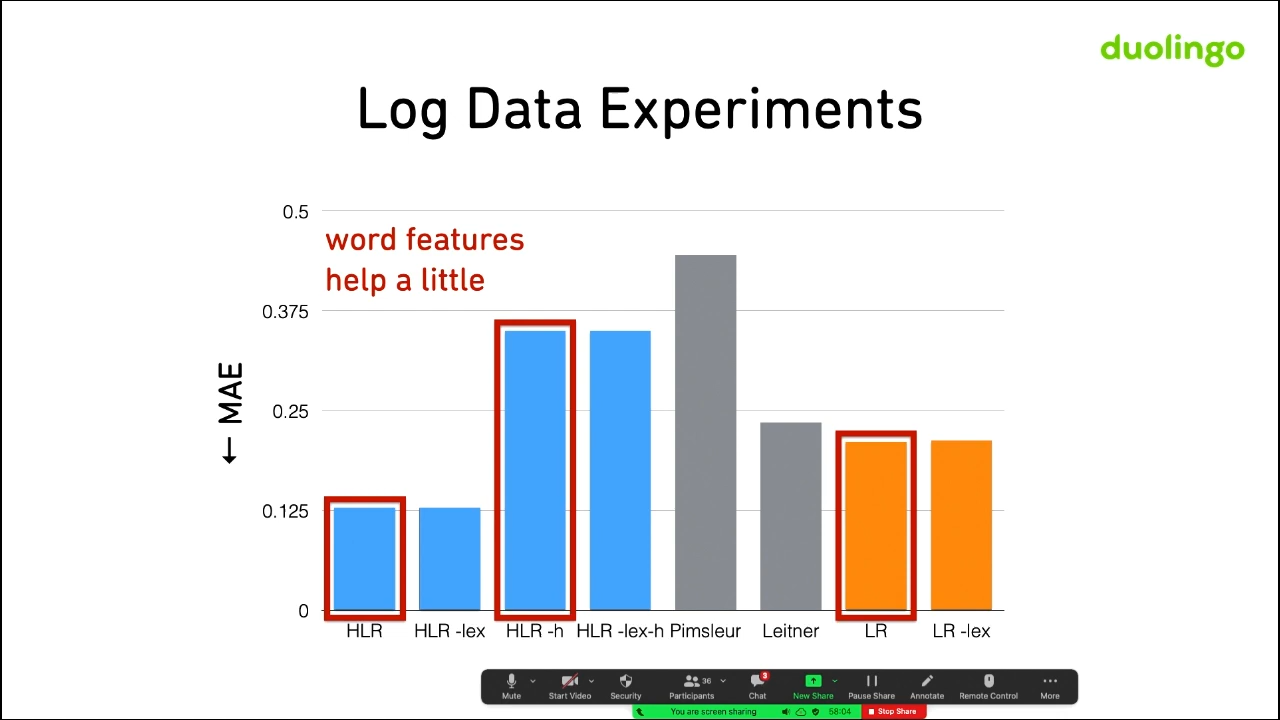 duolingo
Log Data Experiments
0.5
word features
help a little
0.375
0.25
0.125
0
← MAE
HLR HLR -lex HLR -h HLR -lex-h Pimsleur Leitner LR LR -lex
36
3
Mute Start Video Security Participants Chat New Share Pause Share Annotate Remote Control More
You are screen sharing 58:04 Stop Share